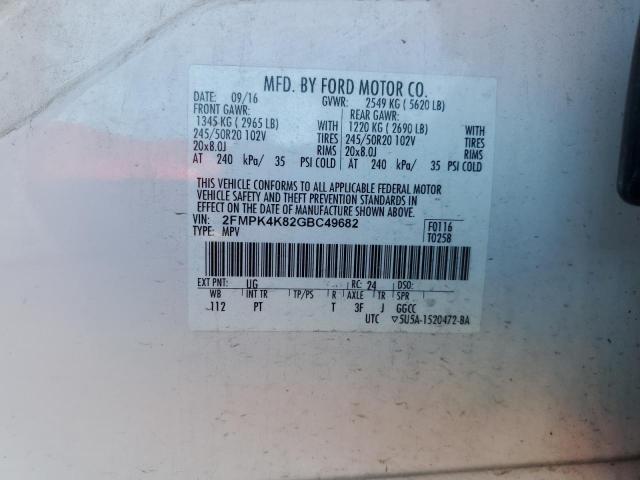 MFD. BY FORD MOTOR CO.
DATE: 09/16 GVWR: 2549 KG ( 5620 LB)
FRONT GAWR: REAR GAWR:
1345 KG ( 2965 LB) WITH 1220 KG ( 2690 LB) WITH
245/50R20 102V TIRES 245/50R20 102V TIRES
20x8.0J RIMS 20x8.0J RIMS
AT 240 kPa/ 35 PSI COLD AT 240 kPa/ 35 PSI COLD
THIS VEHICLE CONFORMS TO ALL APPLICABLE FEDERAL MOTOR
VEHICLE SAFETY AND THEFT PREVENTION STANDARDS IN
EFFECT ON THE DATE OF MANUFACTURE SHOWN ABOVE.
VIN: 2FMPK4K82GBC49682 F0116
TYPE: MPV T0258
EXT PNT: UG RC: 24 DSO:
WB INT TR TP/PS R AXLE TR SPR
112 PT T 3F J GGCC
UTC ▽5U5A-1520472-BA